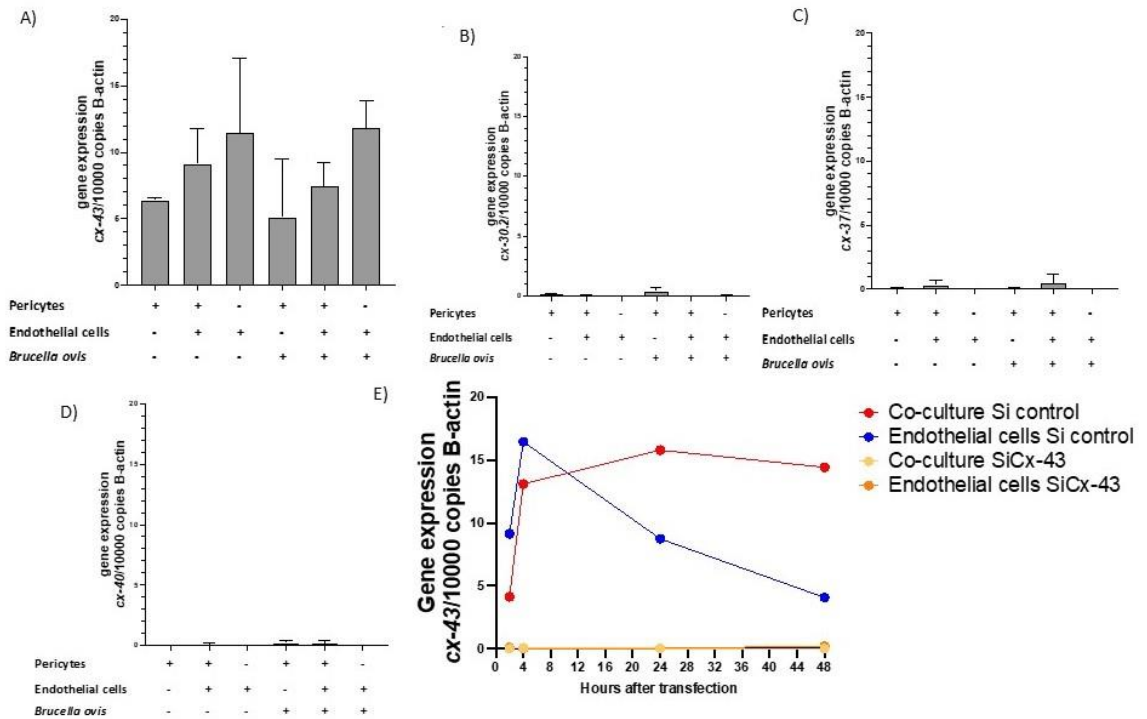 A)
gene expression
cx-43/10000 copies B-actin
20
15
10
5
0
Pericytes + + - + + -
Endothelial cells - + + - + +
Brucella ovis - - - + + +
B)
gene expression
cx-30.2/10000 copies B-actin
20
15
10
5
0
Pericytes + + - + + -
Endothelial cells - + + - + +
Brucella ovis - - - + + +
C)
gene expression
cx-37/10000 copies B-actin
20
15
10
5
0
Pericytes + + - + + -
Endothelial cells - + + - + +
Brucella ovis - - - + + +
D)
gene expression
cx-40/10000 copies B-actin
20
15
10
5
0
Pericytes + + - + + -
Endothelial cells - + + - + +
Brucella ovis - - - + + +
E)
Gene expression
cx-43/10000 copies B-actin
20
15
10
5
0
0 4 8 12 16 20 24 28 32 36 40 44 48
Hours after transfection
Co-culture Si control
Endothelial cells Si control
Co-culture SiCx-43
Endothelial cells SiCx-43